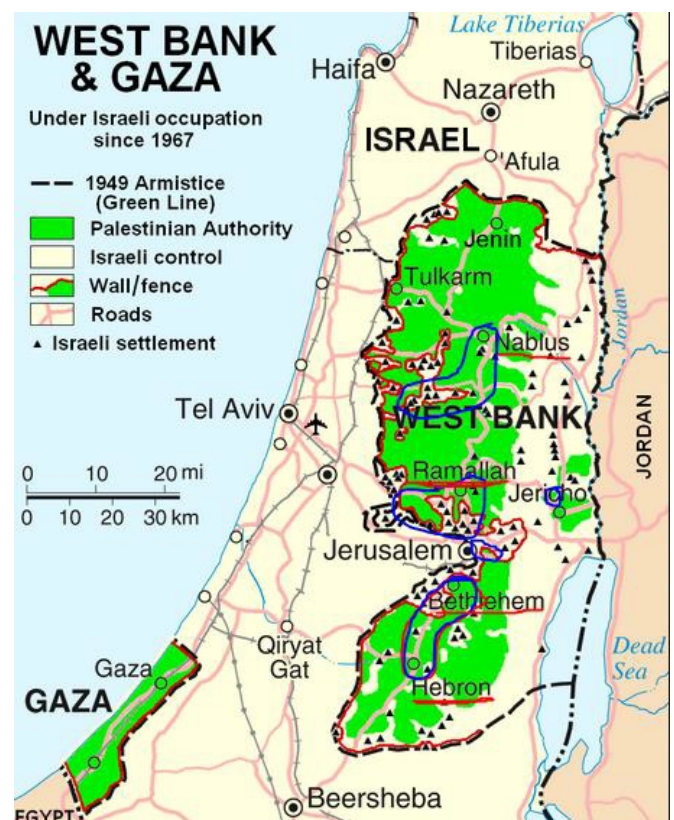 WEST BANK
& GAZA
Under Israeli occupation
since 1967
1949 Armistice
(Green Line)
Palestinian Authority
Israeli control
Wall/fence
Roads
Israeli settlement
0 10 20 mi
0 10 20 30 km
Lake Tiberias
Tiberias
Haifa
Nazareth
ISRAEL
'Afula
Jenin
Tulkarm
Nablus
Jordan
Tel Aviv
WEST BANK
JORDAN
Ramallah
Jericho
Jerusalem
Bethlehem
Qiryat
Gat
Hebron
Dead
Sea
Gaza
GAZA
Beersheba
EGYPT